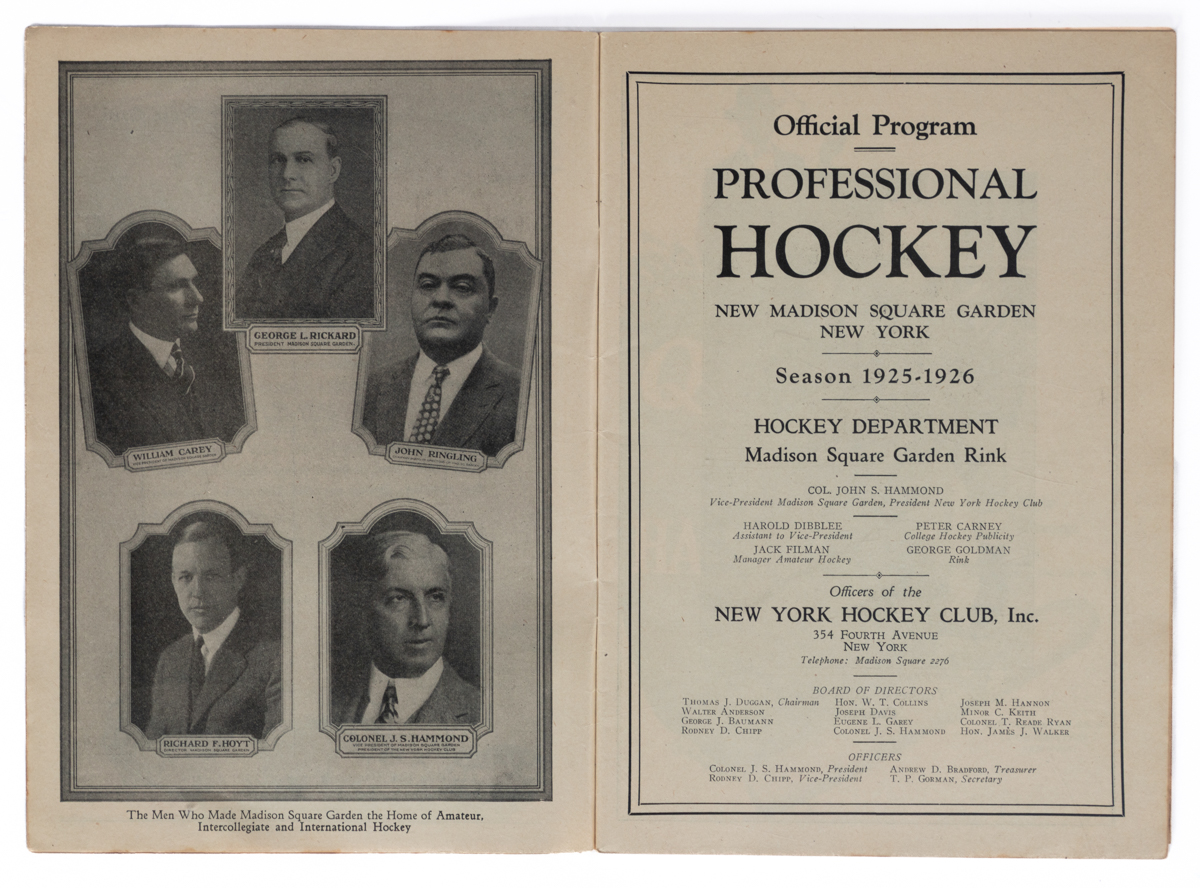 GEORGE L. RICKARD
PRESIDENT MADISON SQUARE GARDEN.
WILLIAM CAREY
JOHN RINGLING
RICHARD F. HOYT
DIRECTOR MADISON SQUARE GARDEN
COLONEL J. S. HAMMOND
VICE PRESIDENT OF MADISON SQUARE GARDEN
PRESIDENT OF THE NEW YORK HOCKEY CLUB
The Men Who Made Madison Square Garden the Home of Amateur,
Intercollegiate and International Hockey
Official Program
PROFESSIONAL
HOCKEY
NEW MADISON SQUARE GARDEN
NEW YORK
Season 1925-1926
HOCKEY DEPARTMENT
Madison Square Garden Rink
COL. JOHN S. HAMMOND
Vice-President Madison Square Garden, President New York Hockey Club
HAROLD DIBBLEE
Assistant to Vice-President
JACK FILMAN
Manager Amateur Hockey
PETER CARNEY
College Hockey Publicity
GEORGE GOLDMAN
Rink
Officers of the
NEW YORK HOCKEY CLUB, Inc.
354 FOURTH AVENUE
NEW YORK
Telephone: Madison Square 2276
BOARD OF DIRECTORS
THOMAS J. DUGGAN, Chairman
WALTER ANDERSON
GEORGE J. BAUMANN
RODNEY D. CHIPP
HON. W. T. COLLINS
JOSEPH DAVIS
EUGENE L. GAREY
COLONEL J. S. HAMMOND
JOSEPH M. HANNON
MINOR C. KEITH
COLONEL T. READE RYAN
HON. JAMES J. WALKER
OFFICERS
COLONEL J. S. HAMMOND, President
RODNEY D. CHIPP, Vice-President
ANDREW D. BRADFORD, Treasurer
T. P. GORMAN, Secretary